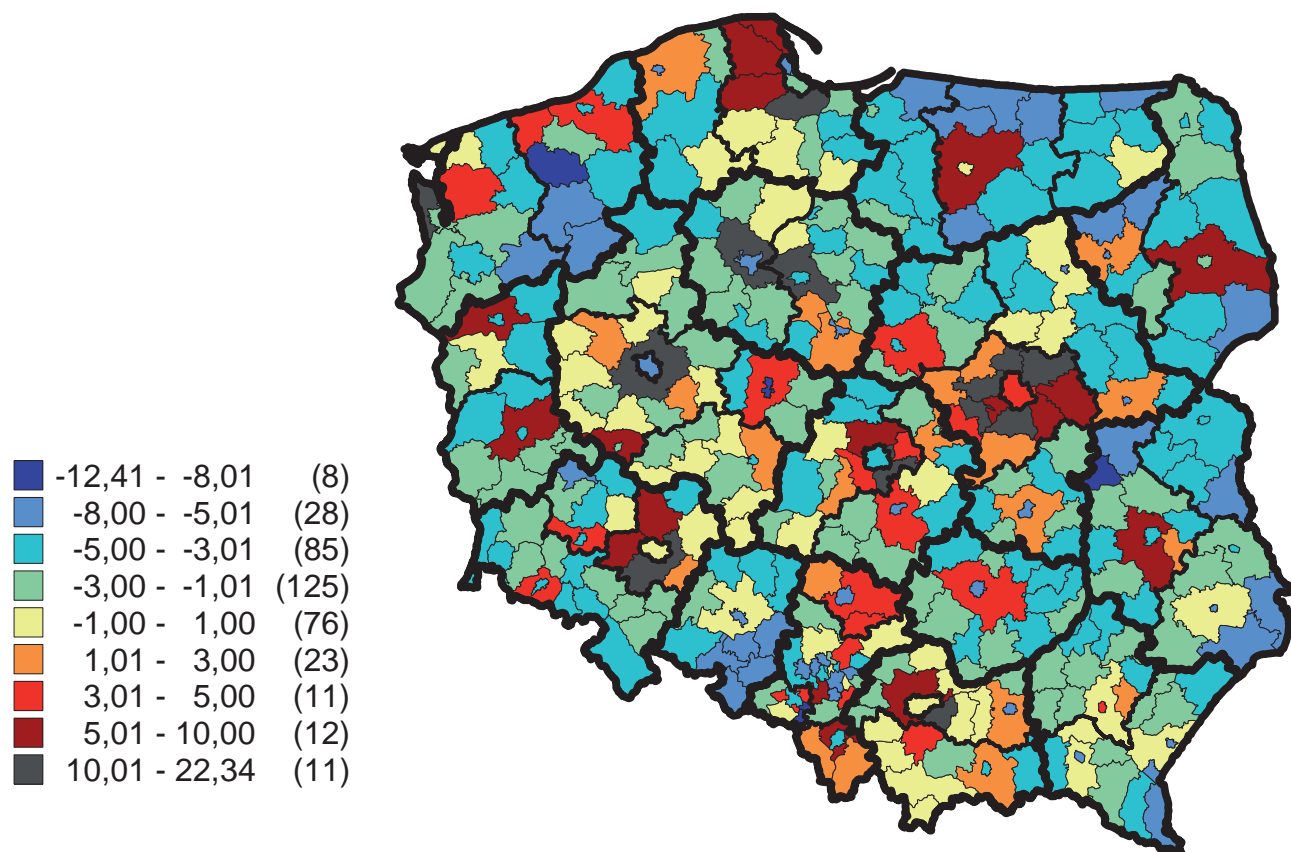 -12,41 - -8,01 (8)
-8,00 - -5,01 (28)
-5,00 - -3,01 (85)
-3,00 - -1,01 (125)
-1,00 - 1,00 (76)
1,01 - 3,00 (23)
3,01 - 5,00 (11)
5,01 - 10,00 (12)
10,01 - 22,34 (11)